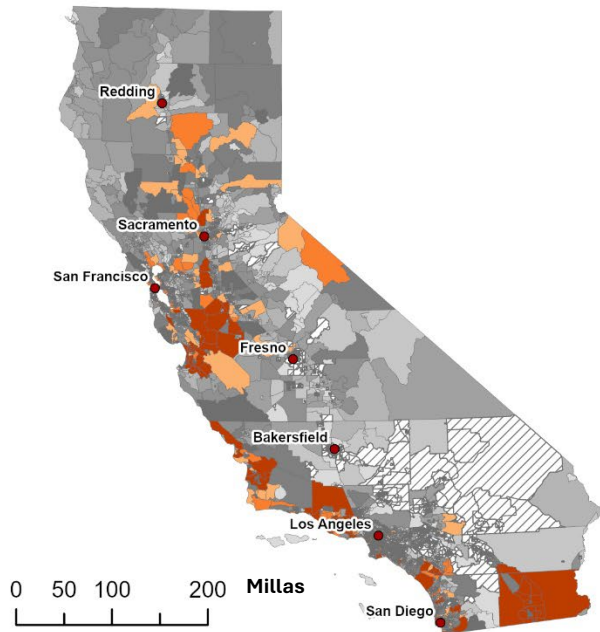 Redding
Sacramento
San Francisco
Fresno
Bakersfield
Los Angeles
San Diego
0 50 100 200 Millas